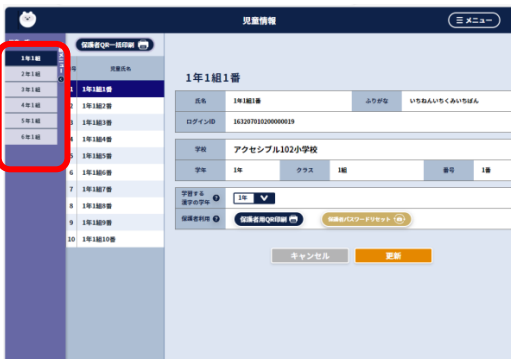 児童情報
メニュー
保護者QR一括印刷
児童氏名
1年1組
2年1組
3年1組
4年1組
5年1組
6年1組
メニュー
1 1年1組1番
2 1年1組2番
3 1年1組3番
4 1年1組4番
5 1年1組5番
6 1年1組6番
7 1年1組7番
8 1年1組8番
9 1年1組9番
10 1年1組10番
1年1組1番
氏名 1年1組1番 ふりがな いちねんいちくみいちばん
ログインID 163207010200000019
学校 アクセシブル102小学校
学年 1年 クラス 1組 番号 1番
学習する
漢字の学年 ? 1年
保護者利用 ? 保護者用QR印刷 保護者パスワードリセット
キャンセル 更新